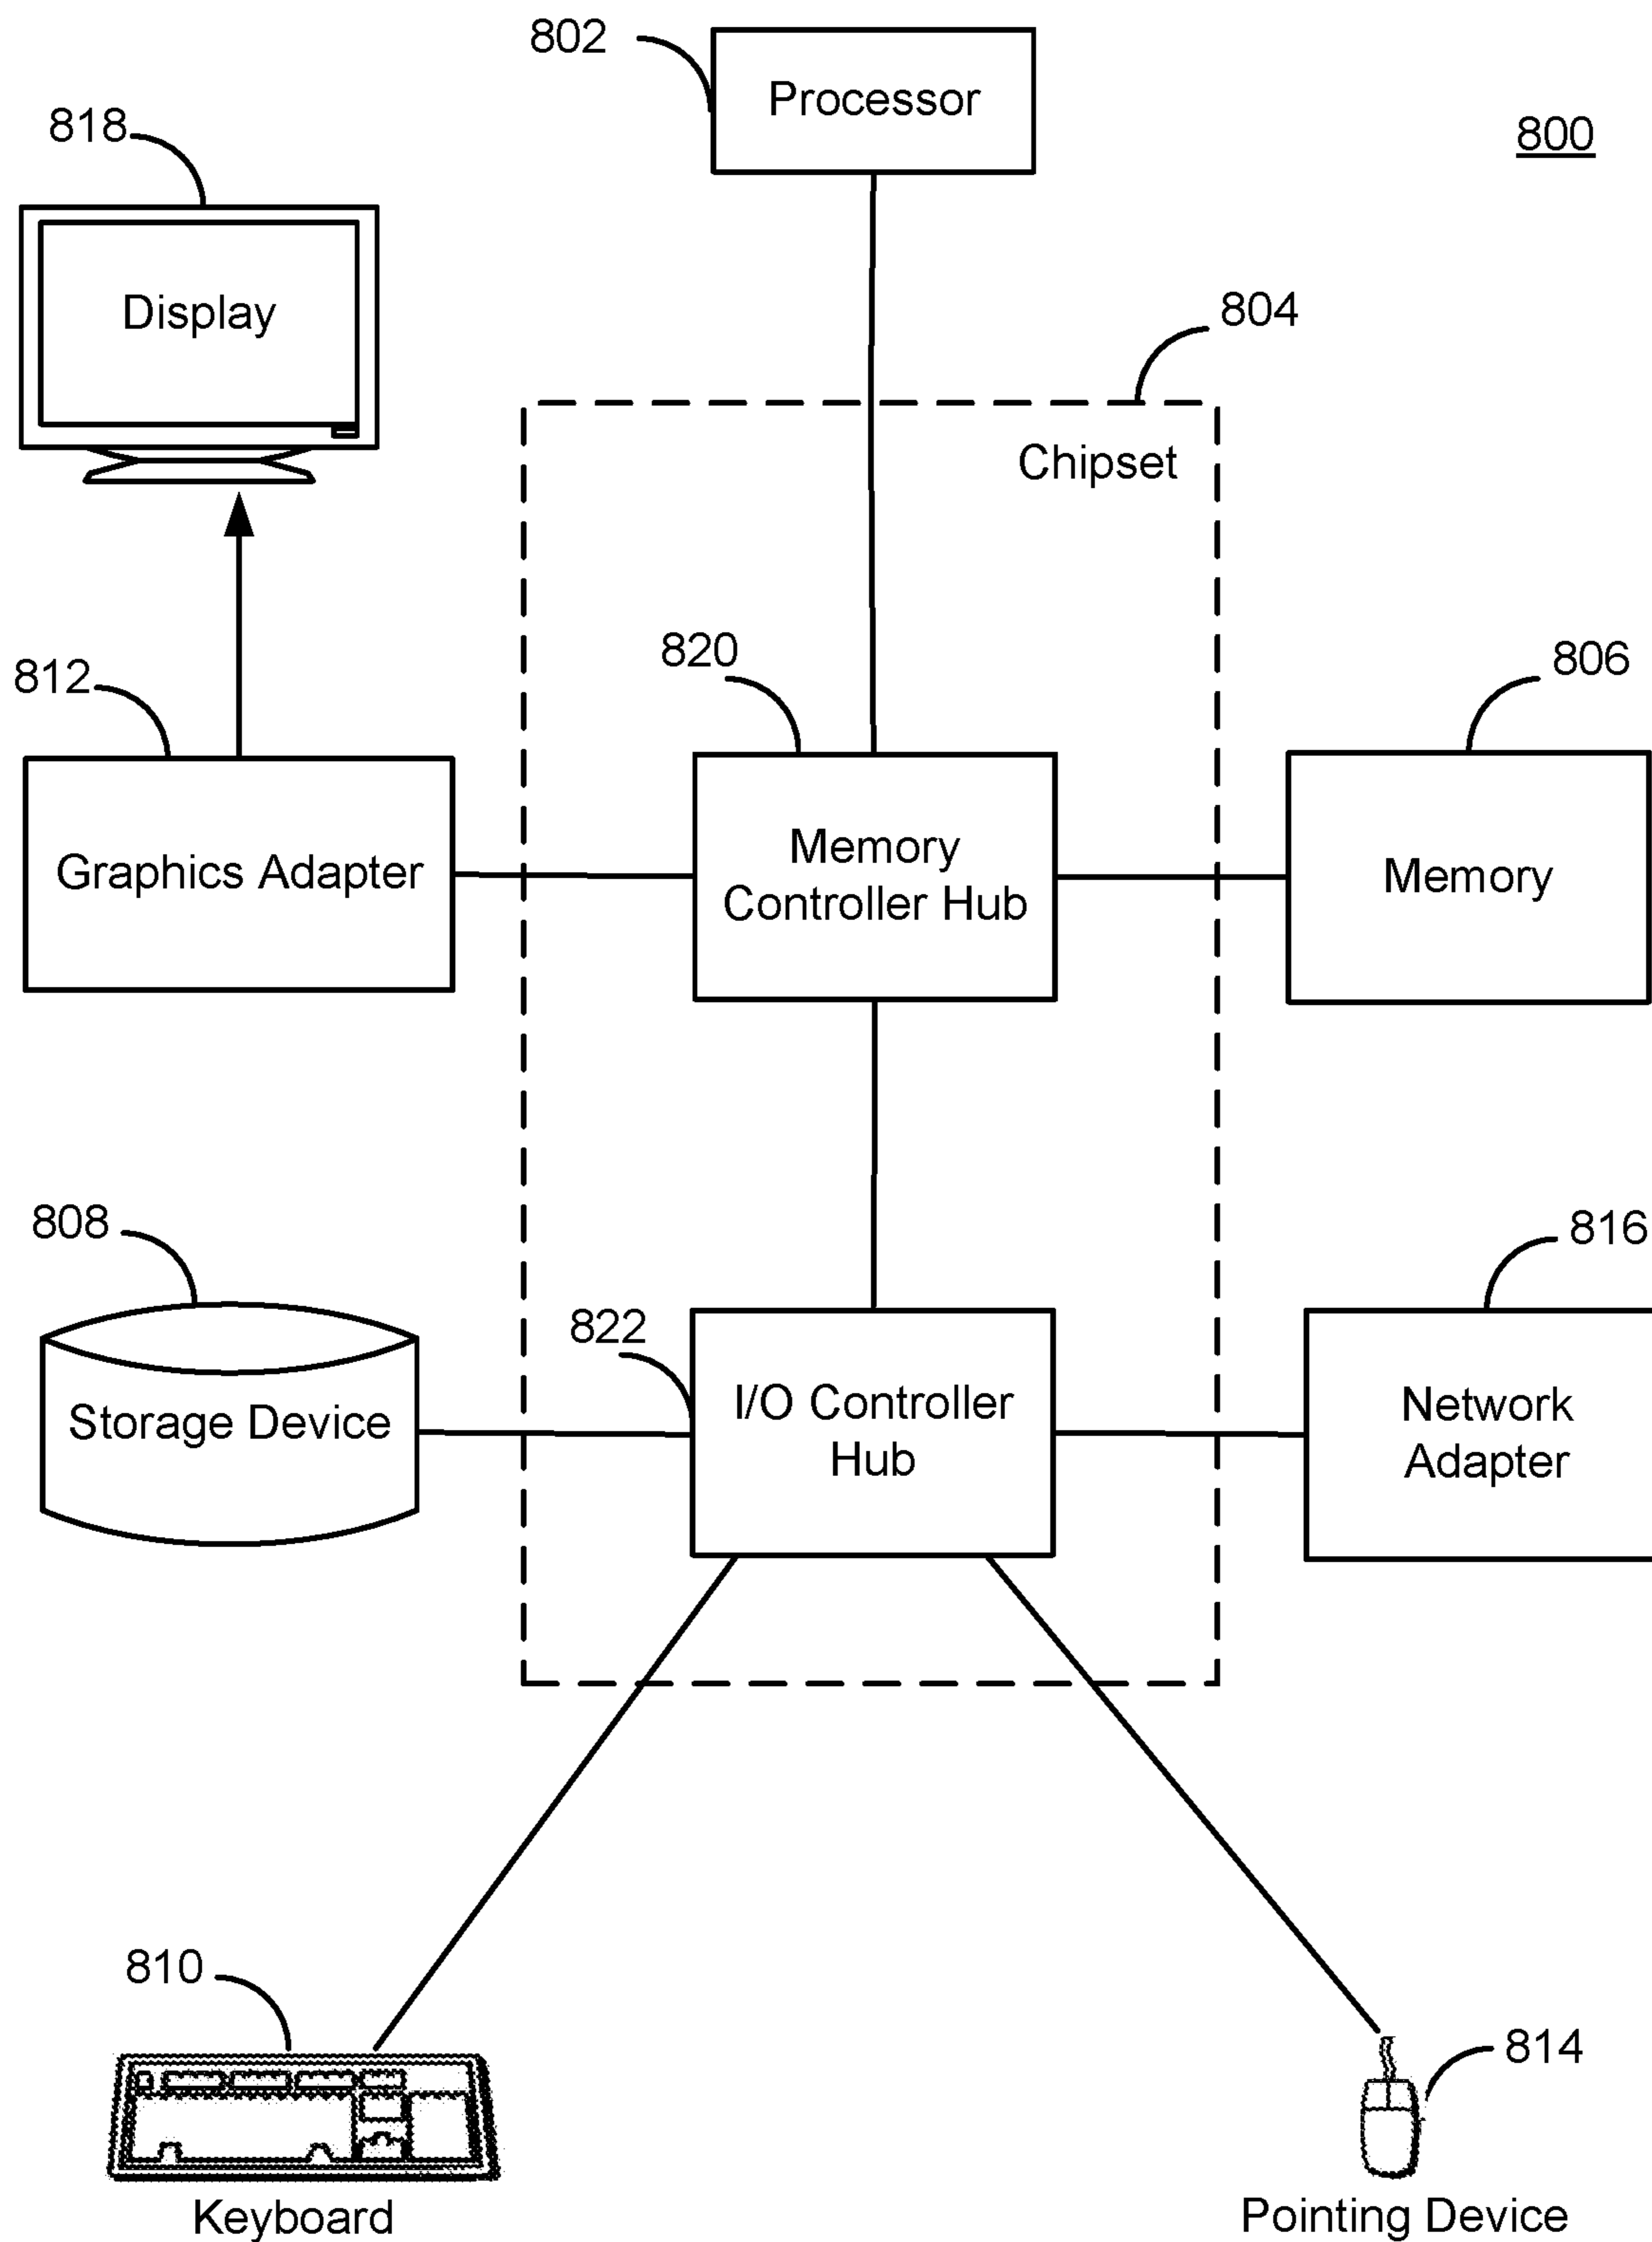 802
Processor
818
800
Display
804
Chipset
820
806
812
Memory
Controller Hub
Graphics Adapter
Memory
808
816
822
I/O Controller
Hub
Storage Device
Network
Adapter
810
814
Keyboard
Pointing Device